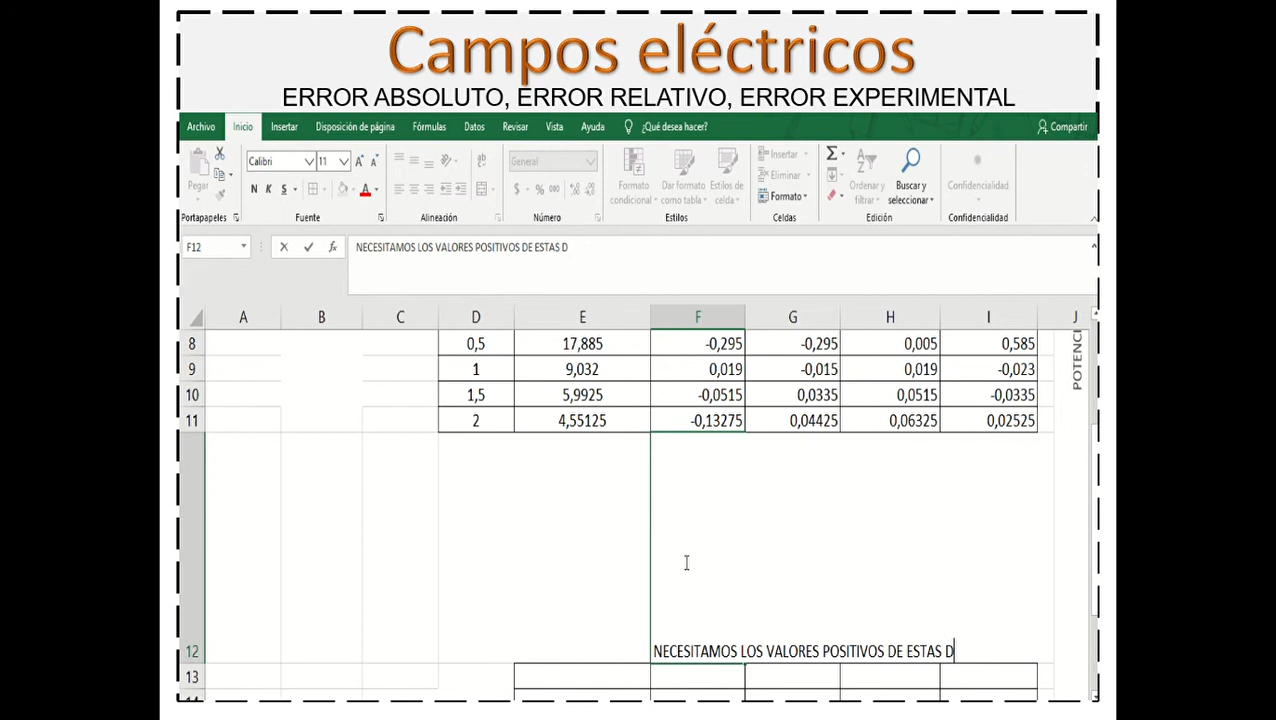 Campos eléctricos
ERROR ABSOLUTO, ERROR RELATIVO, ERROR EXPERIMENTAL
Archivo Inicio Insertar Disposición de página Fórmulas Datos Revisar Vista Ayuda ¿Qué desea hacer? Compartir
Calibri 11 ab General Σ Insertar
Pegar N K S A $ % 000 Formato condicional Dar formato como tabla Estilos de celda Eliminar Formato Ordenar y filtrar Buscar y seleccionar Confidencialidad
Portapapeles Fuente Alineación Número Estilos Celdas Edición Confidencialidad
F12 fx NECESITAMOS LOS VALORES POSITIVOS DE ESTAS D
A B C D E F G H I J
8 0,5 17,885 -0,295 -0,295 0,005 0,585
9 1 9,032 0,019 -0,015 0,019 -0,023
10 1,5 5,9925 -0,0515 0,0335 0,0515 -0,0335
11 2 4,55125 -0,13275 0,04425 0,06325 0,02525
POTENCI
12 NECESITAMOS LOS VALORES POSITIVOS DE ESTAS D
13